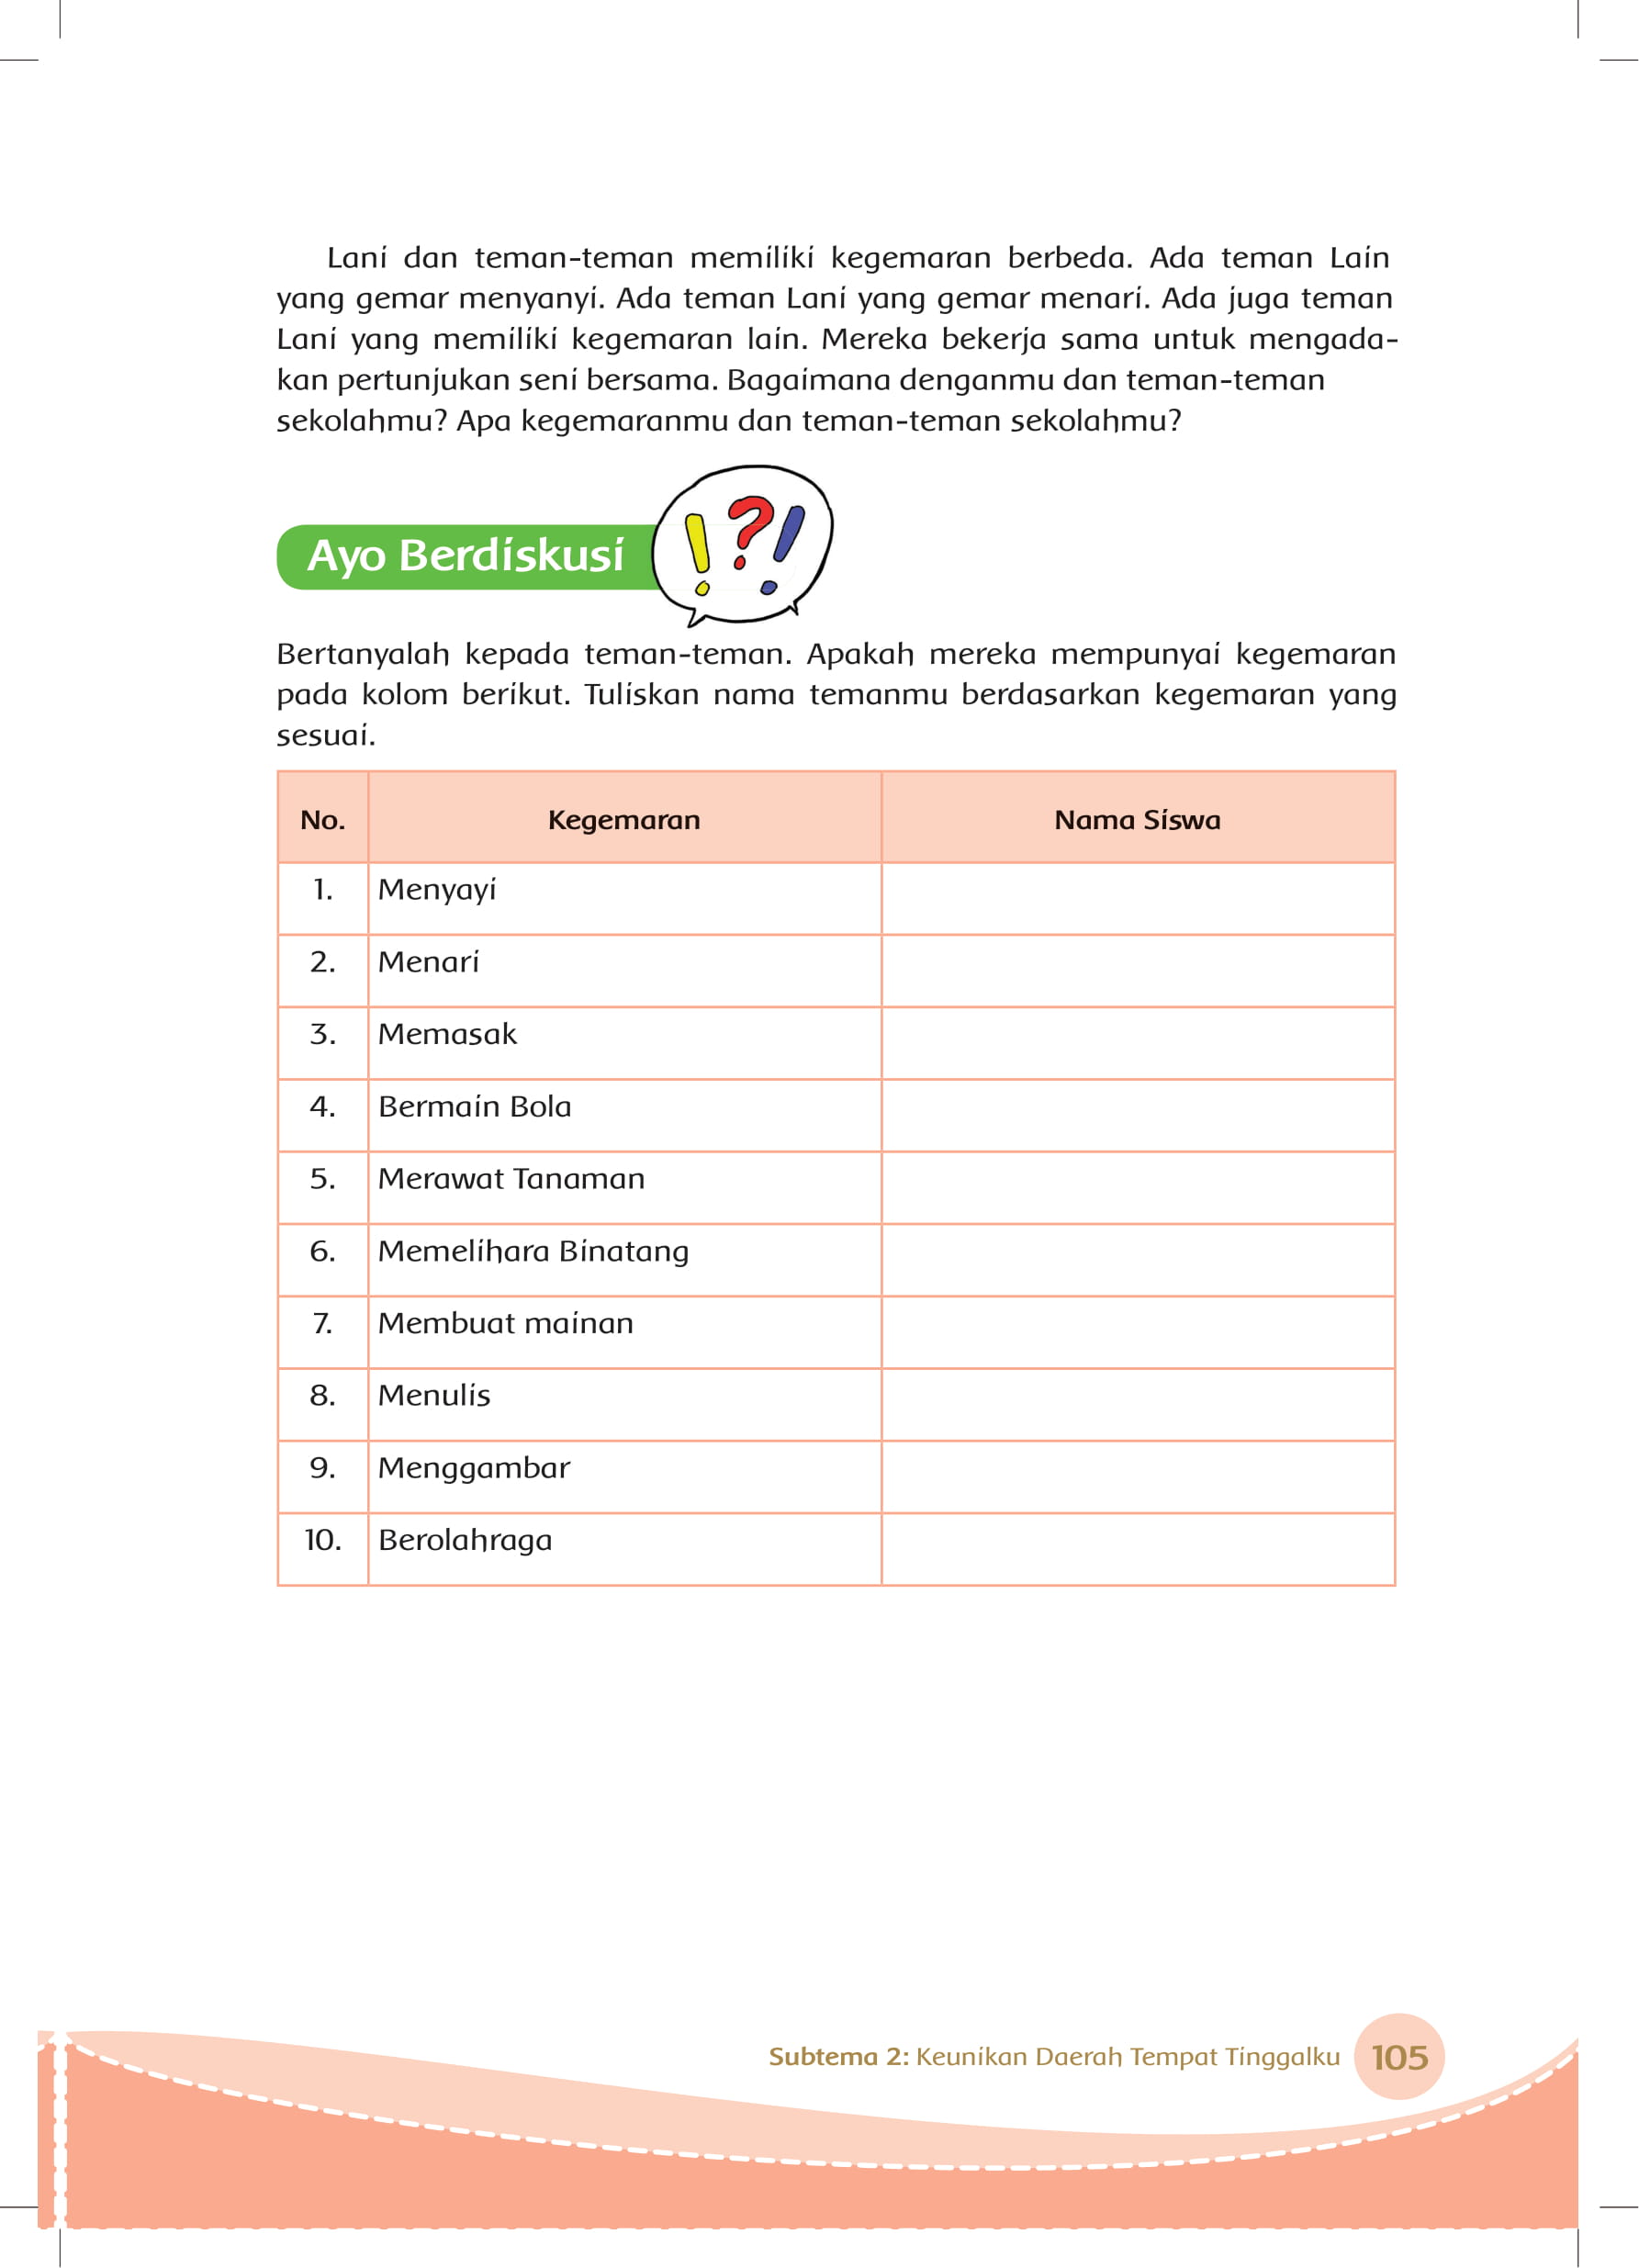 Lani dan teman-teman memiliki kegemaran berbeda. Ada teman Lain
yang gemar menyanyi. Ada teman Lani yang gemar menari. Ada juga teman
Lani yang memiliki kegemaran lain. Mereka bekerja sama untuk mengada-
kan pertunjukan seni bersama. Bagaimana denganmu dan teman-teman
sekolahmu? Apa kegemaranmu dan teman-teman sekolahmu?
Ayo Berdiskusi
! ? !
Bertanyalah kepada teman-teman. Apakah mereka mempunyai kegemaran
pada kolom berikut. Tuliskan nama temanmu berdasarkan kegemaran yang
sesuai.
No. Kegemaran Nama Siswa
1. Menyayi
2. Menari
3. Memasak
4. Bermain Bola
5. Merawat Tanaman
6. Memelihara Binatang
7. Membuat mainan
8. Menulis
9. Menggambar
10. Berolahraga
Subtema 2: Keunikan Daerah Tempat Tinggalku 105